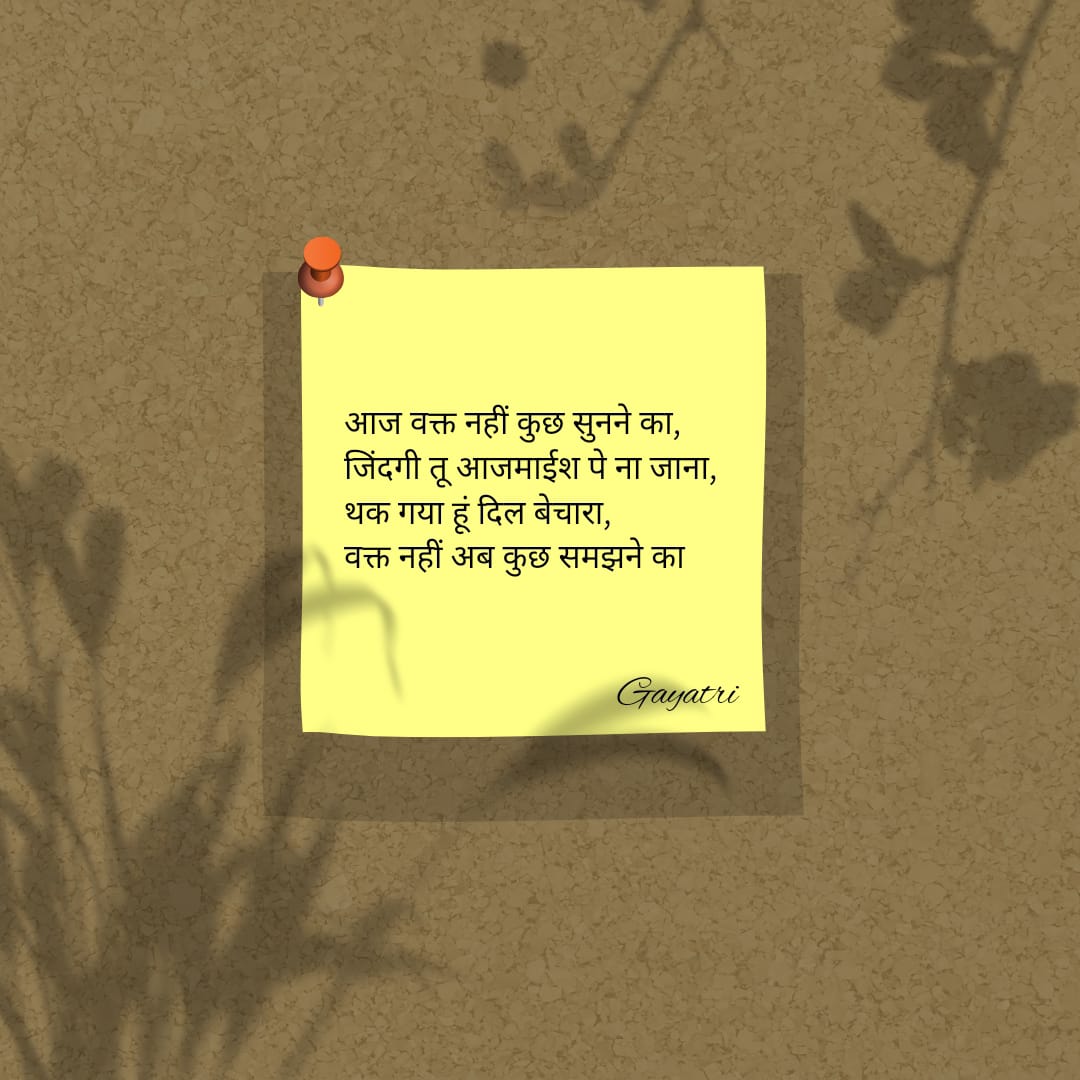 आज वक्त नहीं कुछ सुनने का,
जिंदगी तू आजमाईश पे ना जाना,
थक गया हूं दिल बेचारा,
वक्त नहीं अब कुछ समझने का
Gayatri